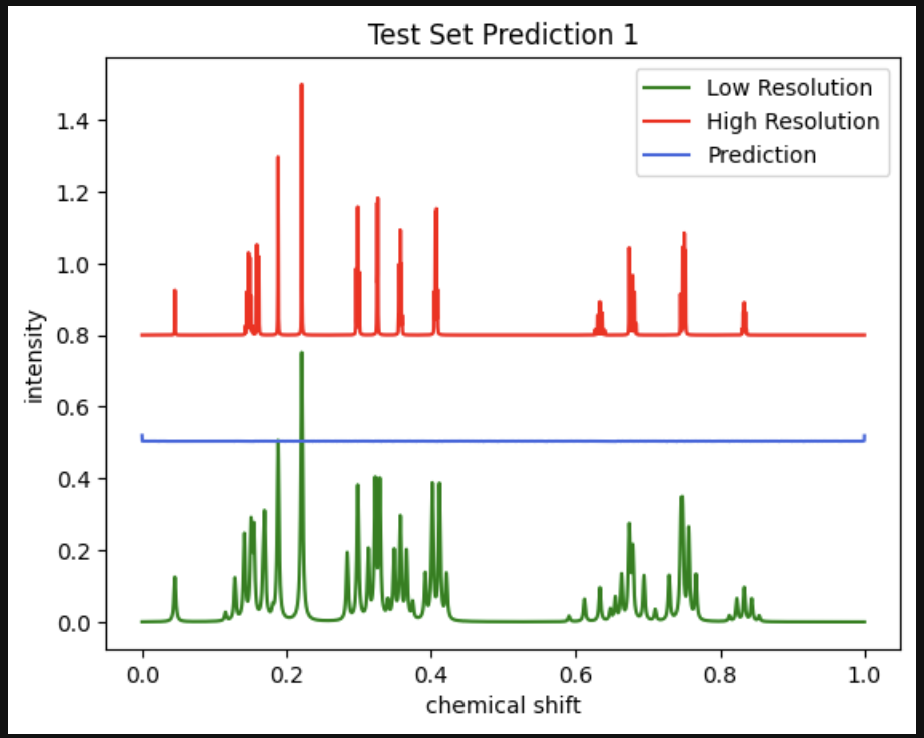 Test Set Prediction 1
Low Resolution
High Resolution
Prediction
intensity
1.4
1.2
1.0
0.8
0.6
0.4
0.2
0.0
0.0 0.2 0.4 0.6 0.8 1.0
chemical shift